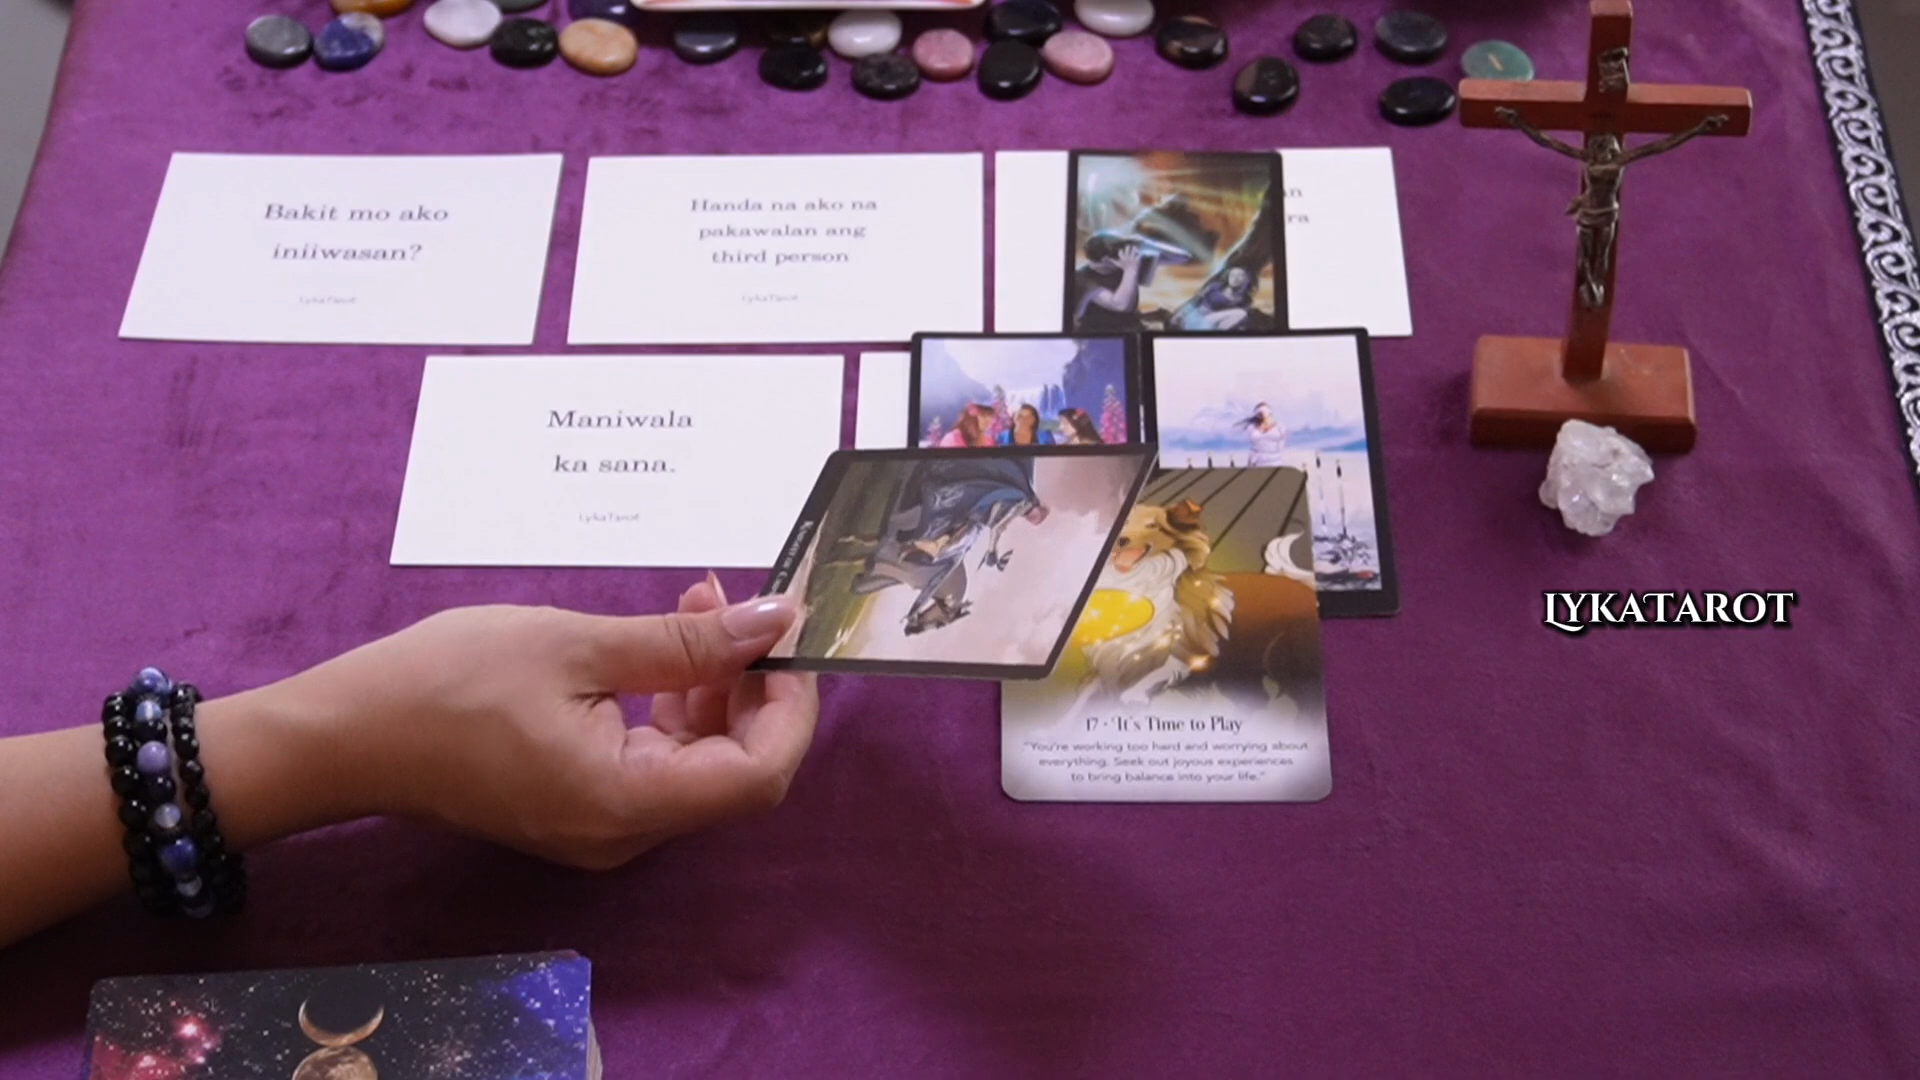 Bakit mo ako
iniiwasan?
LykaTarot
Handa na ako na
pakawalan ang
third person
LykaTarot
Maniwala
ka sana.
LykaTarot
LYKATAROT
17 • It's Time to Play
"You're working too hard and worrying about
everything. Seek out joyous experiences
to bring balance into your life."